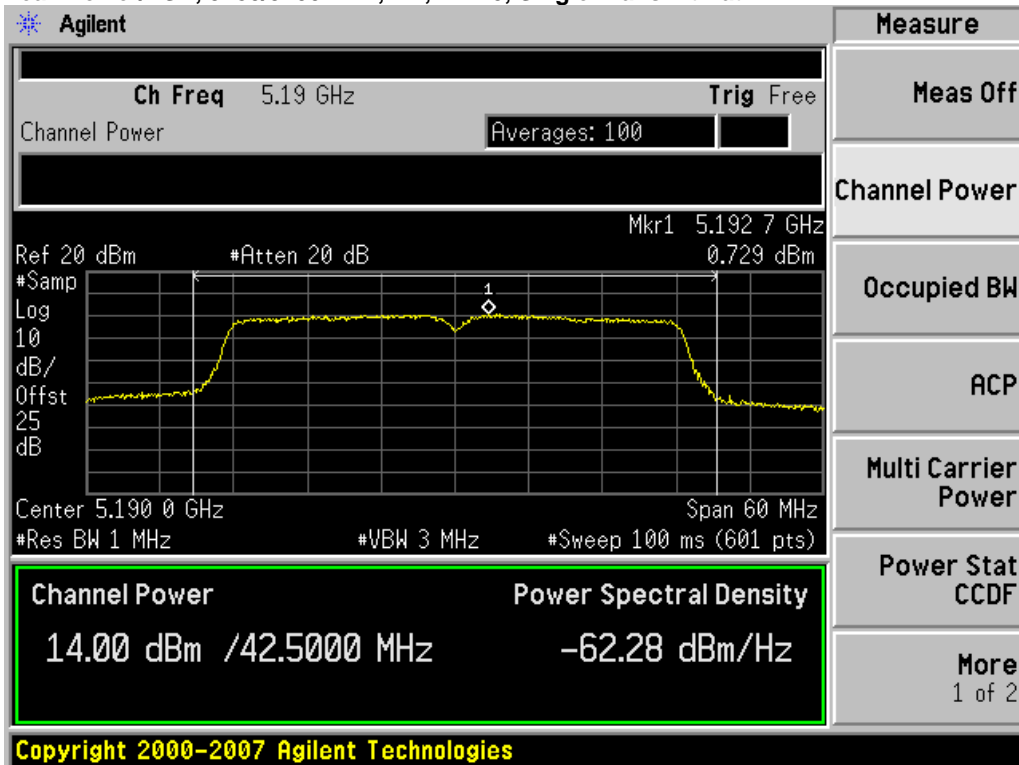 Agilent
Measure
Ch Freq 5.19 GHz Trig Free
Channel Power Averages: 100
Mkr1 5.192 7 GHz
Ref 20 dBm #Atten 20 dB 0.729 dBm
#Samp
Log
10
dB/
Offst
25
dB
1
Center 5.190 0 GHz Span 60 MHz
#Res BW 1 MHz #VBW 3 MHz #Sweep 100 ms (601 pts)
Channel Power Power Spectral Density
14.00 dBm /42.5000 MHz -62.28 dBm/Hz
Copyright 2000-2007 Agilent Technologies
Meas Off
Channel Power
Occupied BW
ACP
Multi Carrier
Power
Power Stat
CCDF
More
1 of 2